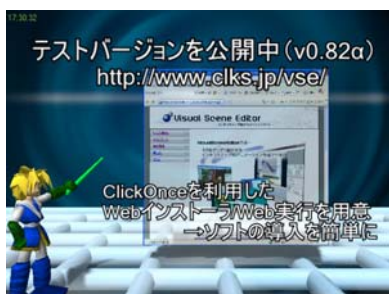 17:30:32
テストバージョンを公開中(v0.82α)
http://www.clks.jp/vse/
Visual Scene Editor
ClickOnceを利用した
Webインストーラ/Web実行を用意
→ソフトの導入を簡単に